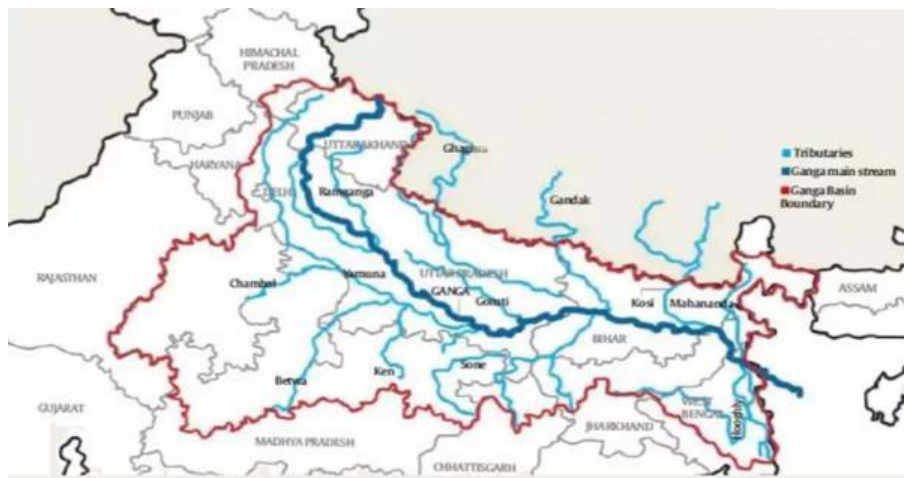 HIMACHAL
PRADESH
PUNJAB
HARYANA
UTTARAKHAND
Ghaghra
Tributaries
Ganga main stream
Ganga Basin
Boundary
DELHI
Ramganga
Gandak
RAJASTHAN
Chambal
Yamuna
UTTAR PRADESH
GANGA
Gomti
Kosi
Mahananda
ASSAM
BIHAR
Betwa
Ken
Sone
GUJARAT
WEST
BENGAL
Hooghly
MADHYA PRADESH
JHARKHAND
CHHATTISGARH